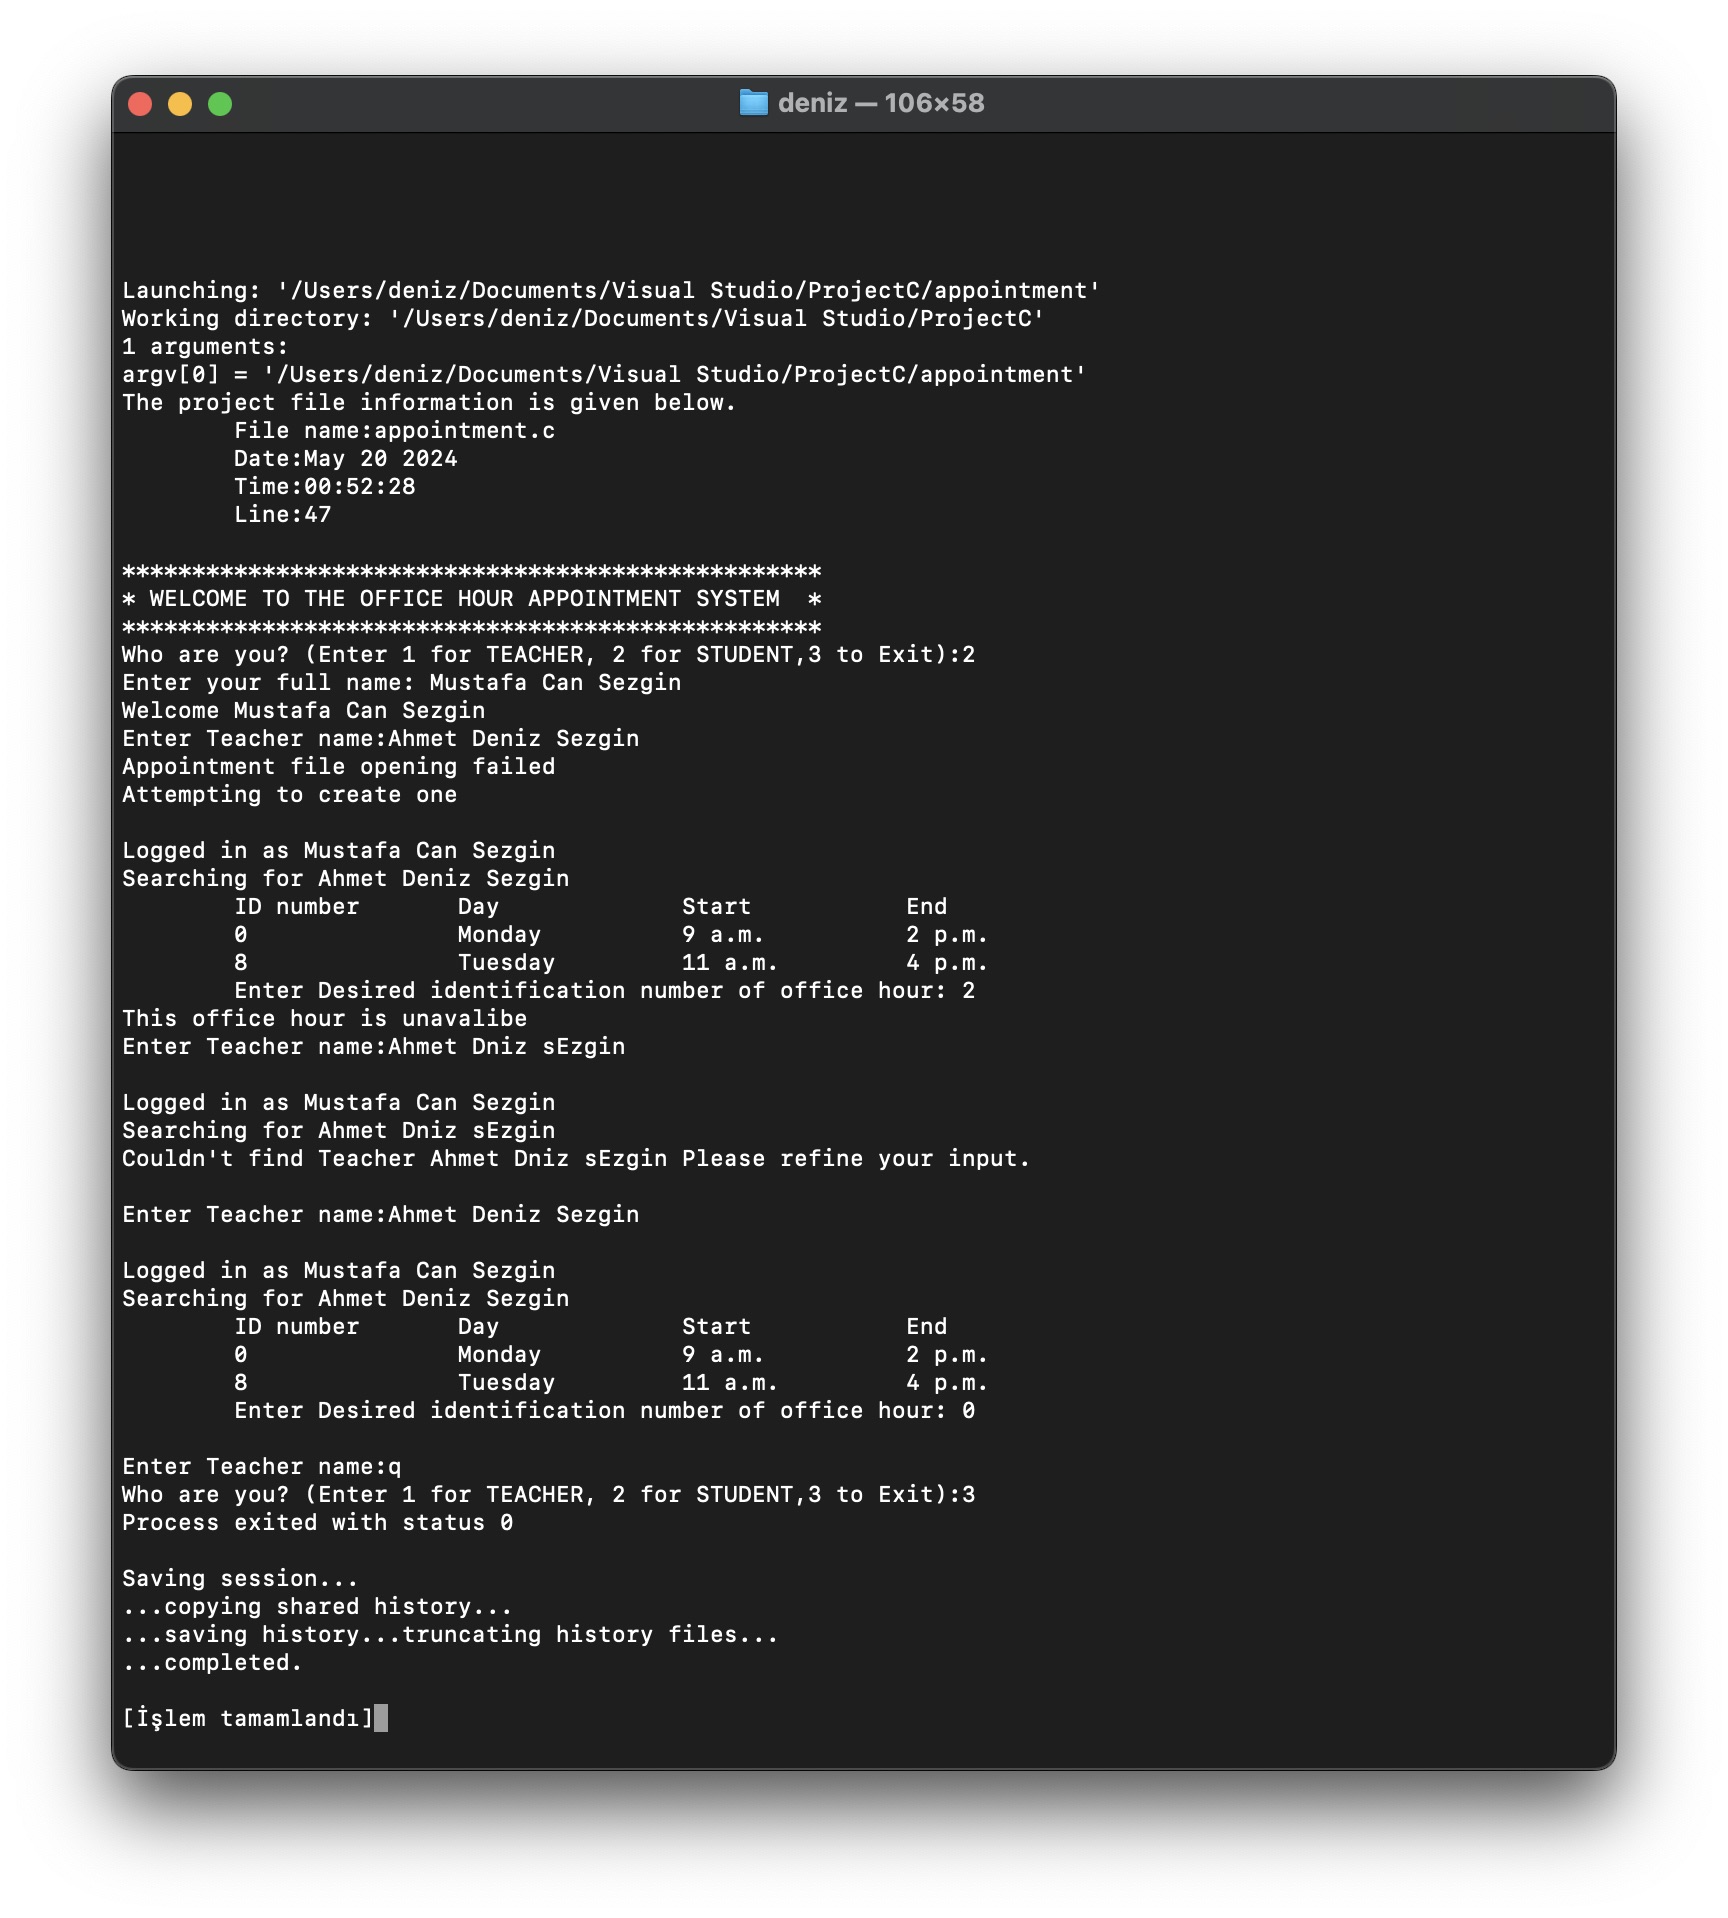 deniz — 106×58
Launching: '/Users/deniz/Documents/Visual Studio/ProjectC/appointment'
Working directory: '/Users/deniz/Documents/Visual Studio/ProjectC'
1 arguments:
argv[0] = '/Users/deniz/Documents/Visual Studio/ProjectC/appointment'
The project file information is given below.
        File name:appointment.c
        Date:May 20 2024
        Time:00:52:28
        Line:47

**************************************************
* WELCOME TO THE OFFICE HOUR APPOINTMENT SYSTEM  *
**************************************************
Who are you? (Enter 1 for TEACHER, 2 for STUDENT,3 to Exit):2
Enter your full name: Mustafa Can Sezgin
Welcome Mustafa Can Sezgin
Enter Teacher name:Ahmet Deniz Sezgin
Appointment file opening failed
Attempting to create one

Logged in as Mustafa Can Sezgin
Searching for Ahmet Deniz Sezgin
        ID number       Day             Start           End
        0               Monday          9 a.m.          2 p.m.
        8               Tuesday         11 a.m.         4 p.m.
        Enter Desired identification number of office hour: 2
This office hour is unavalibe
Enter Teacher name:Ahmet Dniz sEzgin

Logged in as Mustafa Can Sezgin
Searching for Ahmet Dniz sEzgin
Couldn't find Teacher Ahmet Dniz sEzgin Please refine your input.

Enter Teacher name:Ahmet Deniz Sezgin

Logged in as Mustafa Can Sezgin
Searching for Ahmet Deniz Sezgin
        ID number       Day             Start           End
        0               Monday          9 a.m.          2 p.m.
        8               Tuesday         11 a.m.         4 p.m.
        Enter Desired identification number of office hour: 0

Enter Teacher name:q
Who are you? (Enter 1 for TEACHER, 2 for STUDENT,3 to Exit):3
Process exited with status 0

Saving session...
...copying shared history...
...saving history...truncating history files...
...completed.

[İşlem tamamlandı]